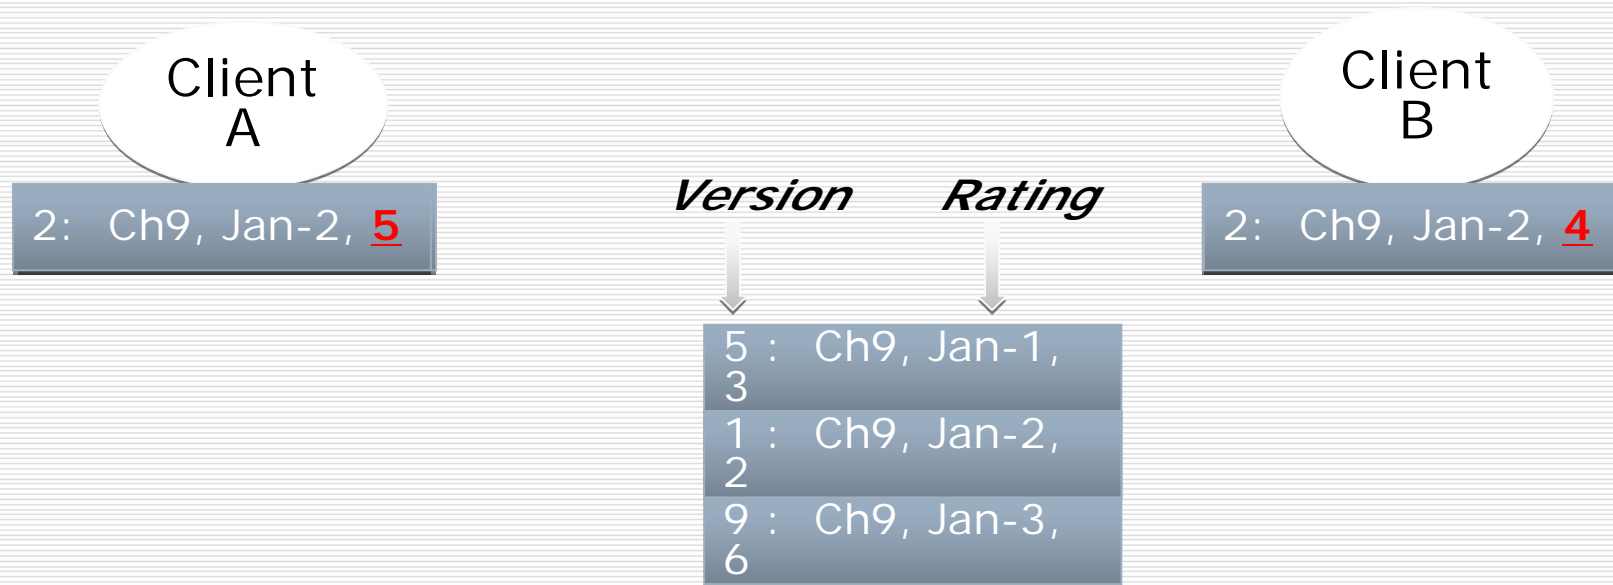 Client
A
2: Ch9, Jan-2, 5
Version
Rating
Client
B
2: Ch9, Jan-2, 4
5 : Ch9, Jan-1,
3
1 : Ch9, Jan-2,
2
9 : Ch9, Jan-3,
6